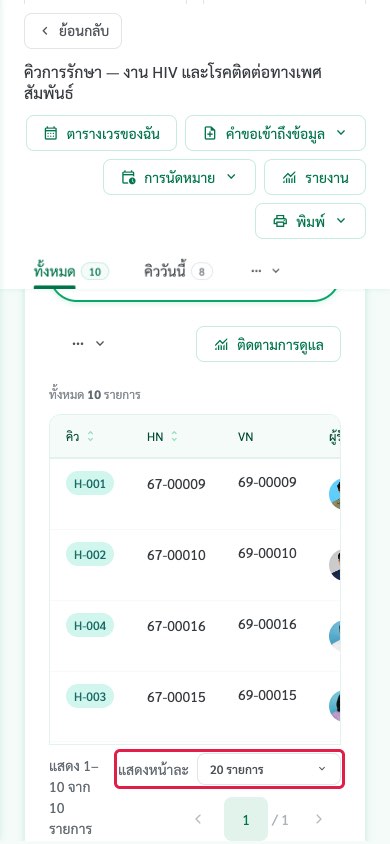 ย้อนกลับ
คิวการรักษา — งาน HIV และโรคติดต่อทางเพศ
สัมพันธ์
ตารางเวรของฉัน
คำขอเข้าถึงข้อมูล
การนัดหมาย
รายงาน
พิมพ์
ทั้งหมด 10
คิววันนี้ 8
...
...
ติดตามการดูแล
ทั้งหมด 10 รายการ
คิว HN VN
H-001 67-00009 69-00009
H-002 67-00010 69-00010
H-004 67-00016 69-00016
H-003 67-00015 69-00015
แสดง 1–
10 จาก
10
รายการ
แสดงหน้าละ 20 รายการ
1 / 1